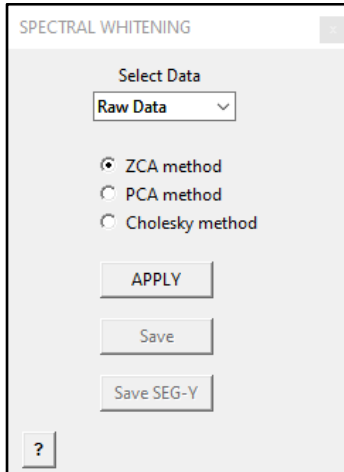 SPECTRAL WHITENING
x
Select Data
Raw Data
ZCA method
PCA method
Cholesky method
APPLY
Save
Save SEG-Y
?